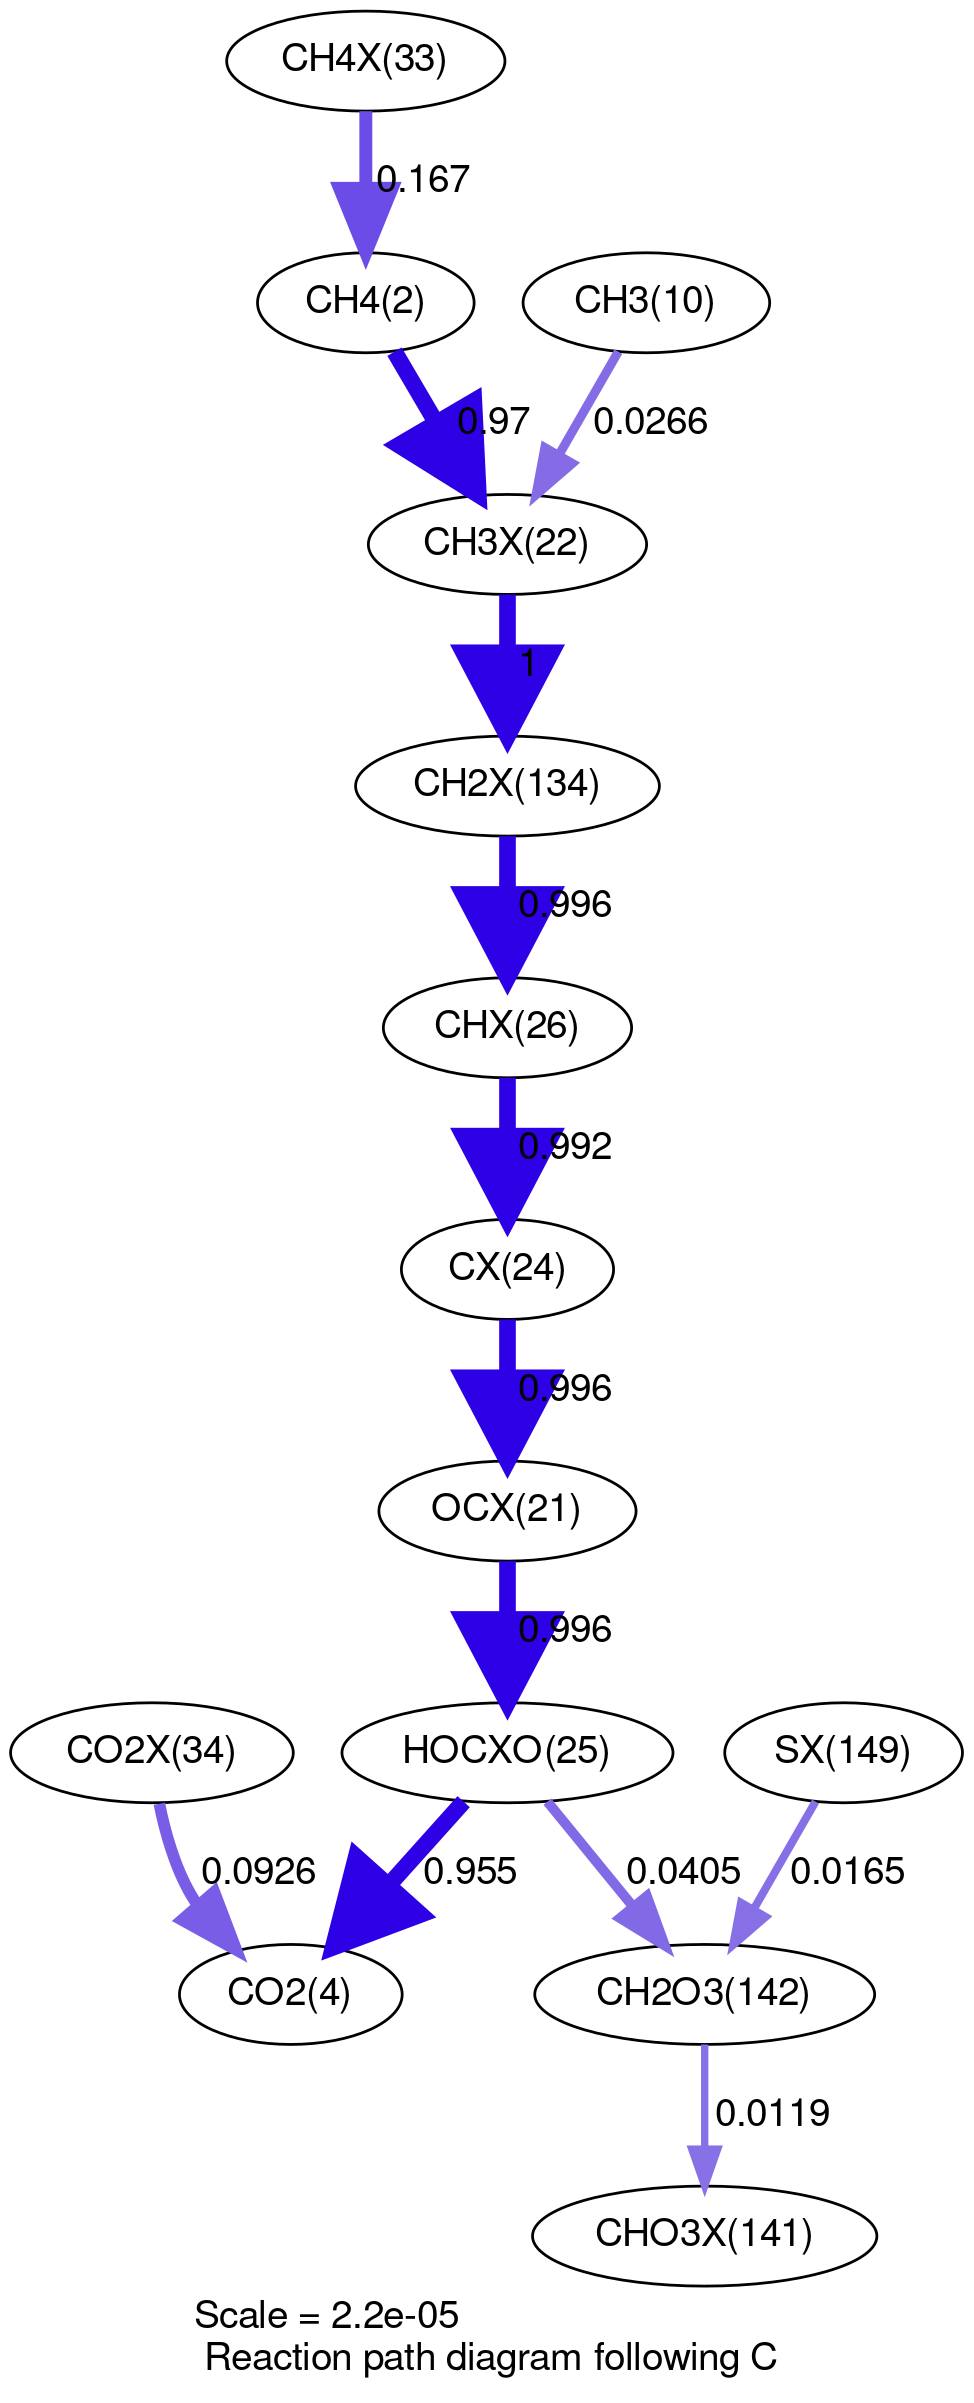 CH4X(33)
0.167
CH4(2)
CH3(10)
0.97
0.0266
CH3X(22)
1
CH2X(134)
0.996
CHX(26)
0.992
CX(24)
0.996
OCX(21)
0.996
CO2X(34)
HOCXO(25)
SX(149)
0.0926
0.955
0.0405
0.0165
CO2(4)
CH2O3(142)
0.0119
CHO3X(141)
Scale = 2.2e-05
Reaction path diagram following C